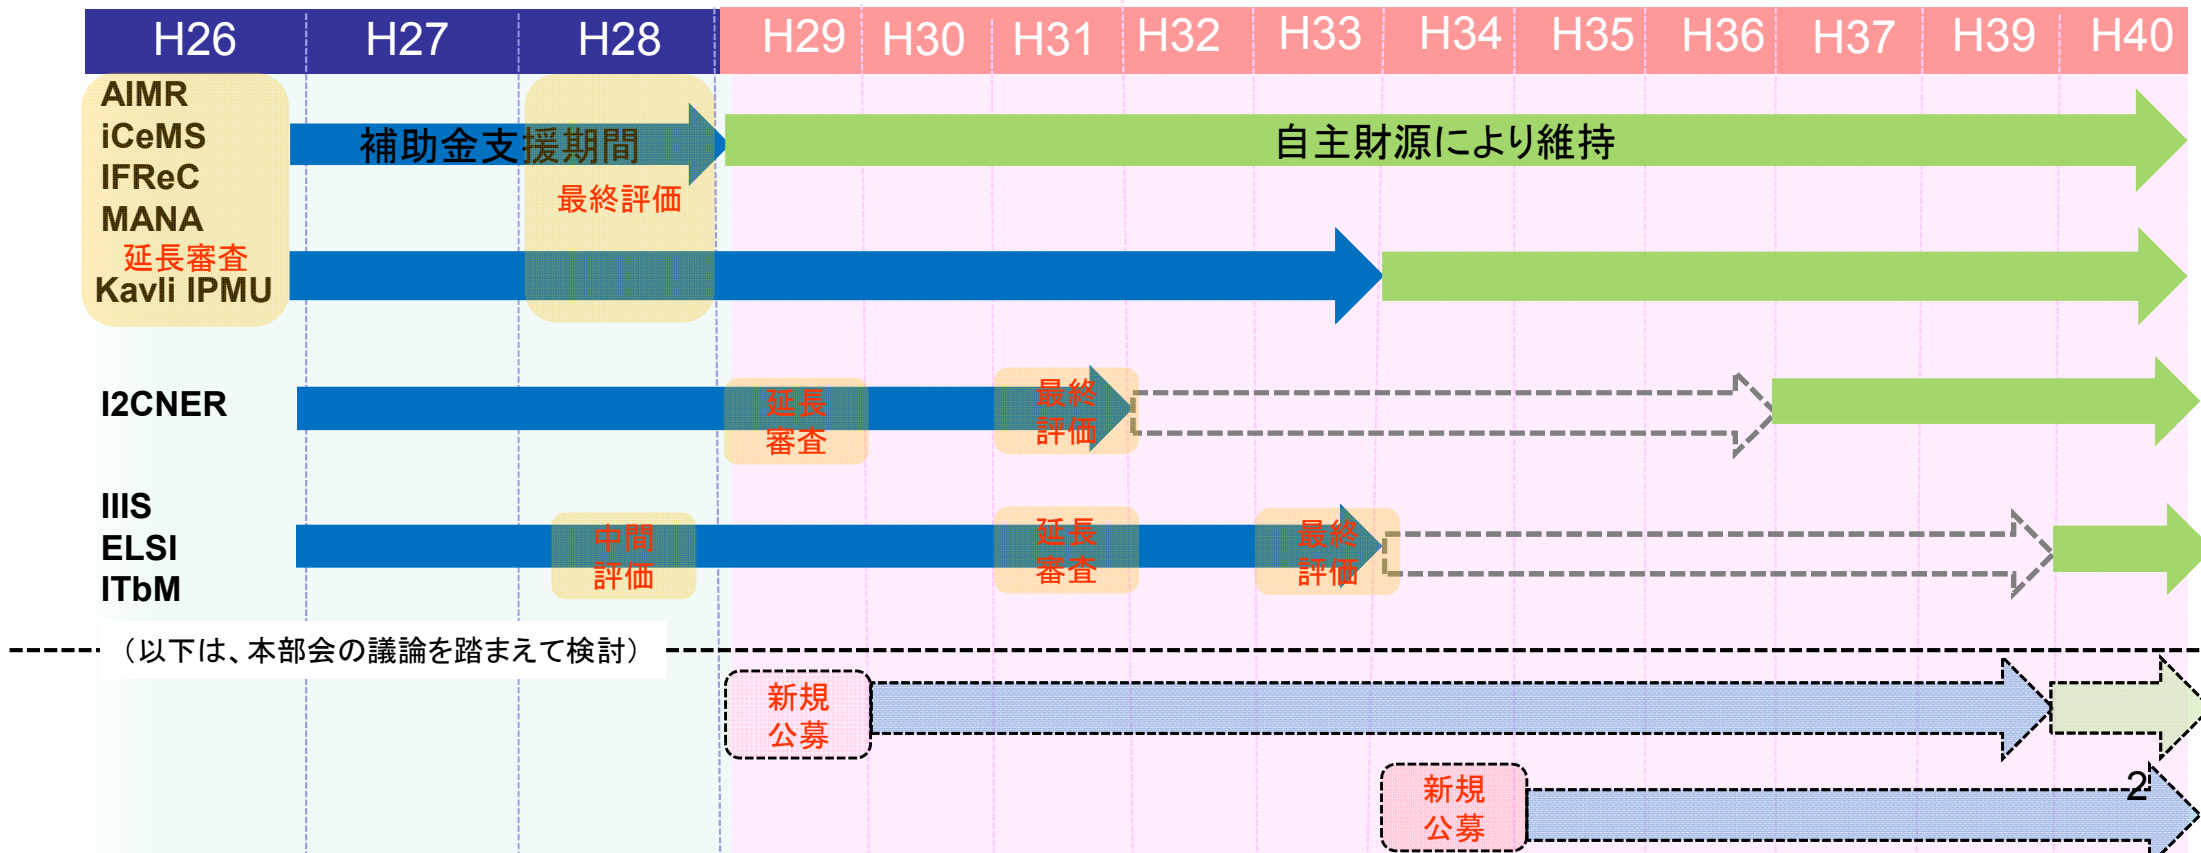 H26 H27 H28 H29 H30 H31 H32 H33 H34 H35 H36 H37 H39 H40
AIMR
iCeMS
IFReC
MANA
延長審査
Kavli IPMU
補助金支援期間
最終評価
自主財源により維持
I2CNER
延長
審査
最終
評価
IIIS
ELSI
ITbM
中間
評価
延長
審査
最終
評価
（以下は、本部会の議論を踏まえて検討）
新規
公募
新規
公募
2